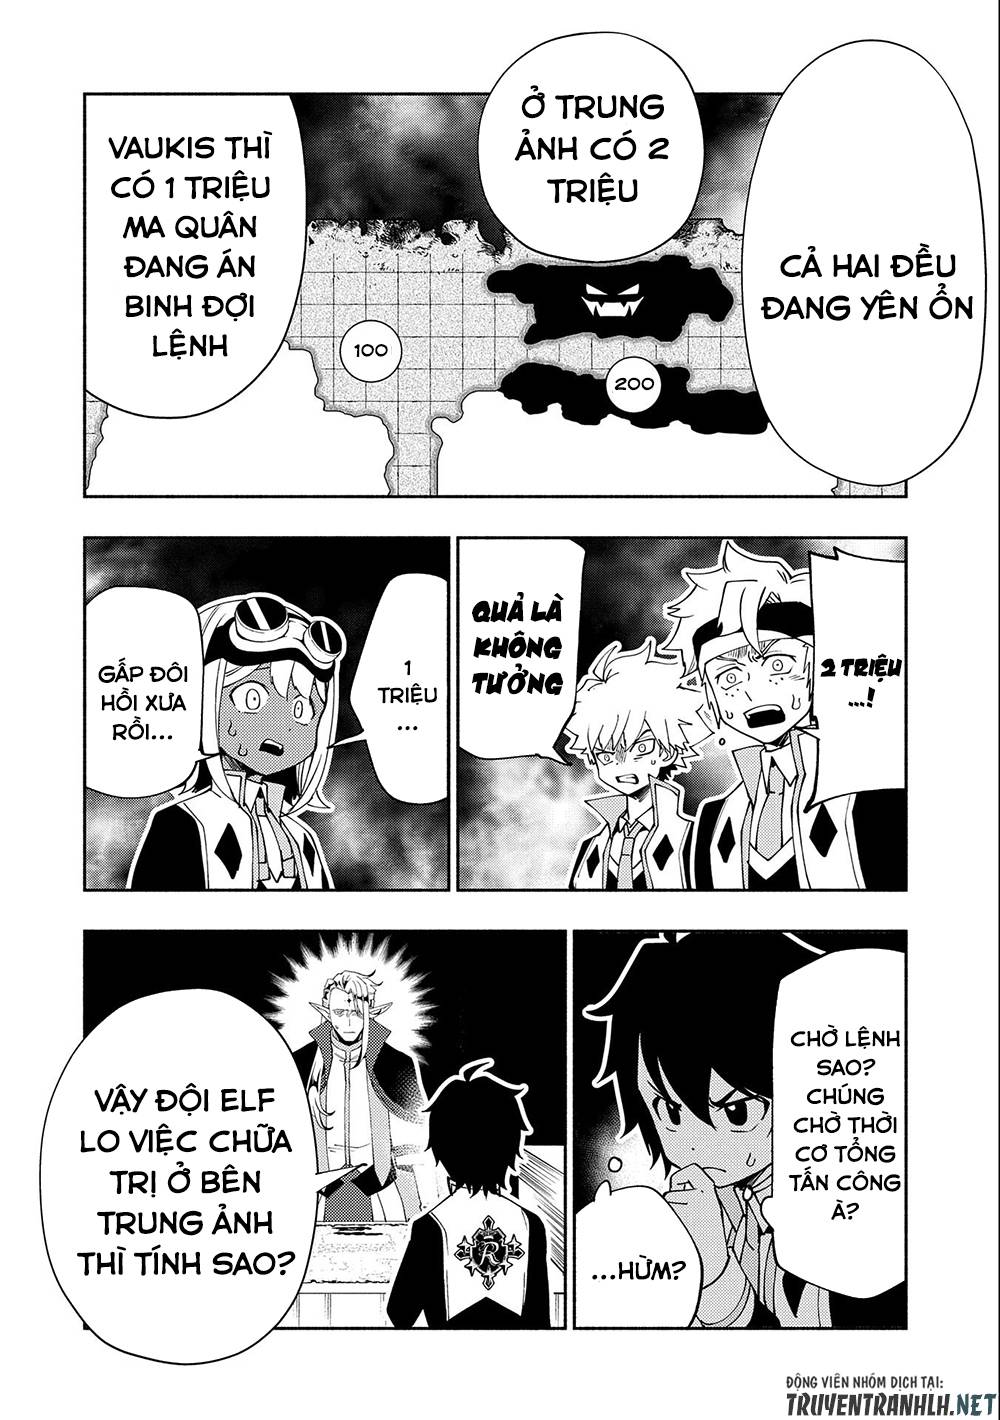 CẢ HAI ĐỀU
ĐANG YÊN ỔN
Ở TRUNG
ẢNH CÓ 2
TRIỆU
VAUKIS THÌ
CÓ 1 TRIỆU
MA QUÂN
ĐANG ÁN
BINH ĐỢI
LỆNH
100
200
2 TRIỆU
...!
QUẢ LÀ
KHÔNG
TƯỞNG
1
TRIỆU
...
GẤP ĐÔI
HỒI XƯA
RỒI...
CHỜ LỆNH
SAO?
CHÚNG
CHỜ THỜI
CƠ TỔNG
TẤN CÔNG
À?
...HỪM?
VẬY ĐỘI ELF
LO VIỆC CHỮA
TRỊ Ở BÊN
TRUNG ẢNH
THÌ TÍNH SAO?
R
ĐỘNG VIÊN NHÓM DỊCH TẠI:
TRUYENTRANHLH.NET